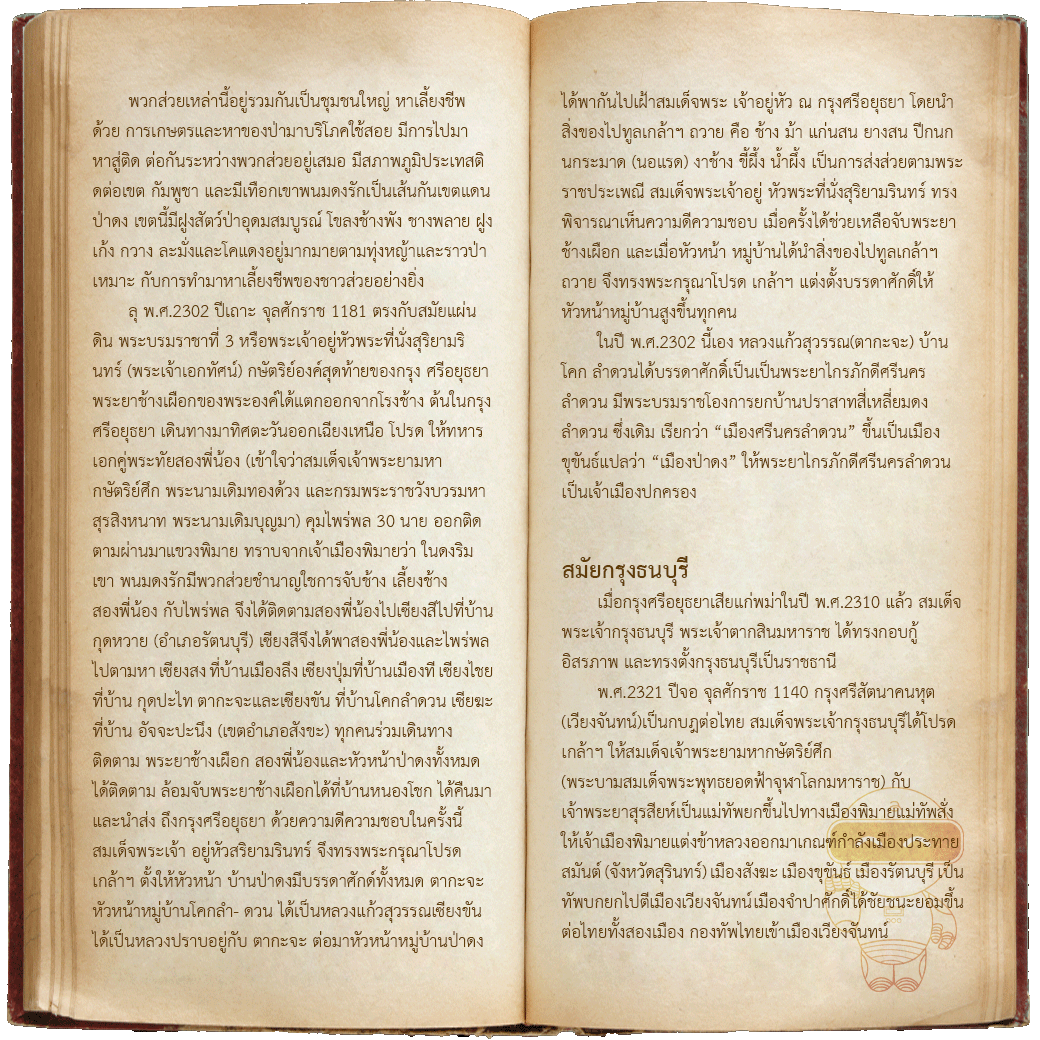 พวกส่วยเหล่านี้อยู่รวมกันเป็นชุมชนใหญ่ หาเลี้ยงชีพ
ด้วย การเกษตรและหาของป่ามาบริโภคใช้สอย มีการไปมา
หาสู่ติด ต่อกันระหว่างพวกส่วยอยู่เสมอ มีสภาพภูมิประเทศติ
ดต่อเขต กัมพูชา และมีเทือกเขาพนมดงรักเป็นเส้นกันเขตแดน
ป่าดง เขตนี้มีฝูงสัตว์ป่าอุดมสมบูรณ์ โขลงช้างพัง ชางพลาย ฝูง
เก้ง กวาง ละมั่งและโคแดงอยู่มากมายตามทุ่งหญ้าและราวป่า
เหมาะ กับการทำมาหาเลี้ยงชีพของชาวส่วยอย่างยิ่ง
ลุ พ.ศ.2302 ปีเถาะ จุลศักราช 1181 ตรงกับสมัยแผ่น
ดิน พระบรมราชาที่ 3 หรือพระเจ้าอยู่หัวพระที่นั่งสุริยามริ
นทร์ (พระเจ้าเอกทัศน์) กษัตริย์องค์สุดท้ายของกรุง ศรีอยุธยา
พระยาช้างเผือกของพระองค์ได้แตกออกจากโรงช้าง ต้นในกรุง
ศรีอยุธยา เดินทางมาทิศตะวันออกเฉียงเหนือ โปรด ให้ทหาร
เอกคู่พระทัยสองพี่น้อง (เข้าใจว่าสมเด็จเจ้าพระยามหา
กษัตริย์ศึก พระนามเดิมทองด้วง และกรมพระราชวังบวรมหา
สุรสิงหนาท พระนามเดิมบุญมา) คุมไพร่พล 30 นาย ออกติด
ตามผ่านมาแขวงพิมาย ทราบจากเจ้าเมืองพิมายว่า ในดงริม
เขา พนมดงรักมีพวกส่วยชำนาญใชการจับช้าง เลี้ยงช้าง
สองพี่น้อง กับไพร่พล จึงได้ติดตามสองพี่น้องไปเซียงสีไปที่บ้าน
กุดหวาย (อำเภอรัตนบุรี) เซียงสีจึงได้พาสองพี่น้องและไพร่พล
ไปตามหา เซียงสง ที่บ้านเมืองลีง เซียงปุ่มที่บ้านเมืองที เซียงไชย
ที่บ้าน กุดปะไท ตากะจะและเซียงขัน ที่บ้านโคกลำดวน เซียฆะ
ที่บ้าน อัจจะปะนึง (เขตอำเภอสังขะ) ทุกคนร่วมเดินทาง
ติดตาม พระยาช้างเผือก สองพี่น้องและหัวหน้าป่าดงทั้งหมด
ได้ติดตาม ล้อมจับพระยาช้างเผือกได้ที่บ้านหนองโชก ได้คืนมา
และนำส่ง ถึงกรุงศรีอยุธยา ด้วยความดีความชอบในครั้งนี้
สมเด็จพระเจ้า อยู่หัวสริยามรินทร์ จึงทรงพระกรุณาโปรด
เกล้าฯ ตั้งให้หัวหน้า บ้านป่าดงมีบรรดาศักด์ทั้งหมด ตากะจะ
หัวหน้าหมู่บ้านโคกลำ- ดวน ได้เป็นหลวงแก้วสุวรรณเซียงขัน
ได้เป็นหลวงปราบอยู่กับ ตากะจะ ต่อมาหัวหน้าหมู่บ้านป่าดง
ได้พากันไปเฝ้าสมเด็จพระ เจ้าอยู่หัว ณ กรุงศรีอยุธยา โดยนำ
สิ่งของไปทูลเกล้าฯ ถวาย คือ ช้าง ม้า แก่นสน ยางสน ปีกนก
นกระมาด (นอแรด) งาช้าง ขี้ผึ้ง น้ำผึ้ง เป็นการส่งส่วยตามพระ
ราชประเพณี สมเด็จพระเจ้าอยู่ หัวพระที่นั่งสุริยามรินทร์ ทรง
พิจารณาเห็นความดีความชอบ เมื่อครั้งได้ช่วยเหลือจับพระยา
ช้างเผือก และเมื่อหัวหน้า หมู่บ้านได้นำสิ่งของไปทูลเกล้าฯ
ถวาย จึงทรงพระกรุณาโปรด เกล้าฯ แต่งตั้งบรรดาศักดิ์ให้
หัวหน้าหมู่บ้านสูงขึ้นทุกคน
ในปี พ.ศ.2302 นี้เอง หลวงแก้วสุวรรณ(ตากะจะ) บ้าน
โคก ลำดวนได้บรรดาศักดิ์เป็นเป็นพระยาไกรภักดีศรีนคร
ลำดวน มีพระบรมราชโองการยกบ้านปราสาทสี่เหลี่ยมดง
ลำดวน ซึ่งเดิม เรียกว่า “เมืองศรีนครลำดวน” ขึ้นเป็นเมือง
ขุขันธ์แปลว่า “เมืองป่าดง” ให้พระยาไกรภักดีศรีนครลำดวน
เป็นเจ้าเมืองปกครอง
สมัยกรุงธนบุรี
เมื่อกรุงศรีอยุธยาเสียแก่พม่าในปี พ.ศ.2310 แล้ว สมเด็จ
พระเจ้ากรุงธนบุรี พระเจ้าตากสินมหาราช ได้ทรงกอบกู้
อิสรภาพ และทรงตั้งกรุงธนบุรีเป็นราชธานี
พ.ศ.2321 ปีจอ จุลศักราช 1140 กรุงศรีสัตนาคนหุต
(เวียงจันทน์)เป็นกบฎต่อไทย สมเด็จพระเจ้ากรุงธนบุรีได้โปรด
เกล้าฯ ให้สมเด็จเจ้าพระยามหากษัตริย์ศึก
(พระบามสมเด็จพระพุทธยอดฟ้าจุฬาโลกมหาราช) กับ
เจ้าพระยาสุรสียห์เป็นแม่ทัพยกขึ้นไปทางเมืองพิมายแม่ทัพสั่ง
ให้เจ้าเมืองพิมายแต่งข้าหลวงออกมาเกณฑ์กำลังเมืองประทาย
สมันต์ (จังหวัดสุรินทร์) เมืองสังฆะ เมืองขุขันธ์ เมืองรัตนบุรี เป็น
ทัพบกยกไปตีเมืองเวียงจันทน์ เมืองจำปาศักดิ์ได้ชัยชนะยอมขึ้น
ต่อไทยทั้งสองเมือง กองทัพไทยเข้าเมืองเวียงจันทน์